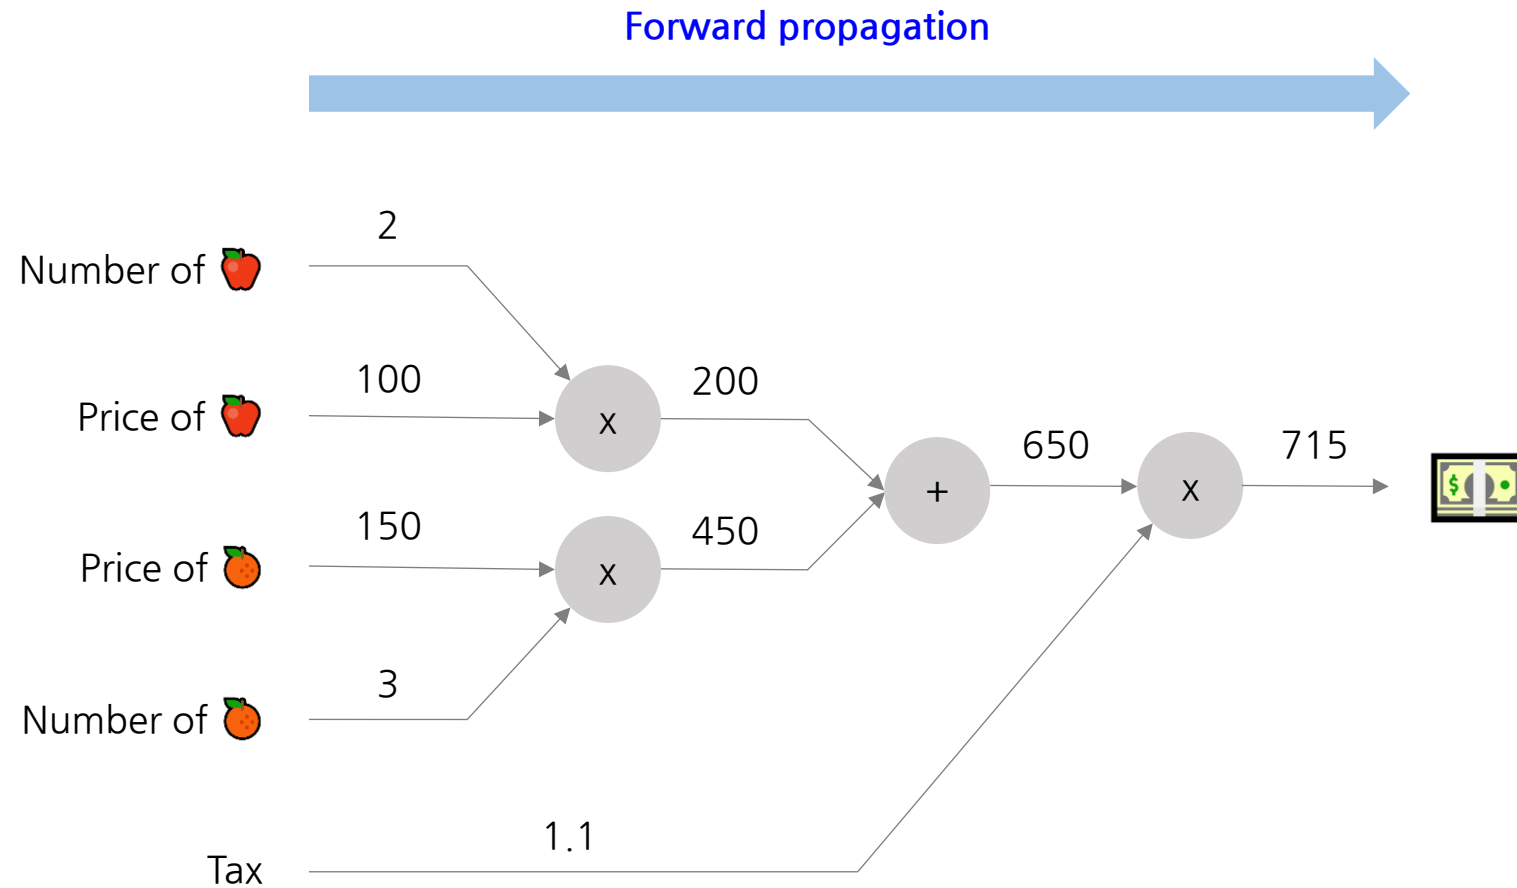 Forward propagation
2
Number of
100
200
Price of
x
650
715
+
x
$
150
450
Price of
x
3
Number of
1.1
Tax